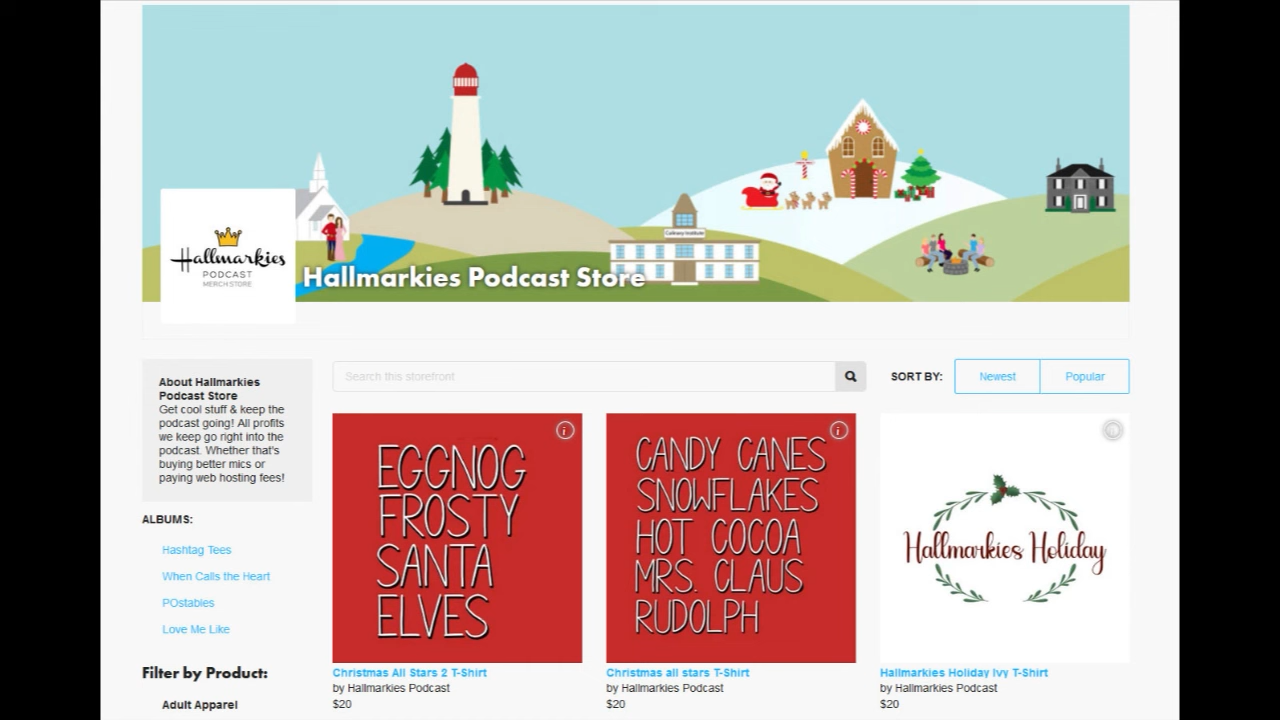 Culinary Institute
Hallmarkies
PODCAST
MERCH STORE
Hallmarkies Podcast Store
About Hallmarkies
Podcast Store
Get cool stuff & keep the
podcast going! All profits
we keep go right into the
podcast. Whether that's
buying better mics or
paying web hosting fees!
Search this storefront
SORT BY:
Newest
Popular
ALBUMS:
Hashtag Tees
When Calls the Heart
POstables
Love Me Like
Filter by Product:
Adult Apparel
EGGNOG
FROSTY
SANTA
ELVES
Christmas All Stars 2 T-Shirt
by Hallmarkies Podcast
$20
CANDY CANES
SNOWFLAKES
HOT COCOA
MRS. CLAUS
RUDOLPH
Christmas all stars T-Shirt
by Hallmarkies Podcast
$20
Hallmarkies Holiday
Hallmarkies Holiday Ivy T-Shirt
by Hallmarkies Podcast
$20